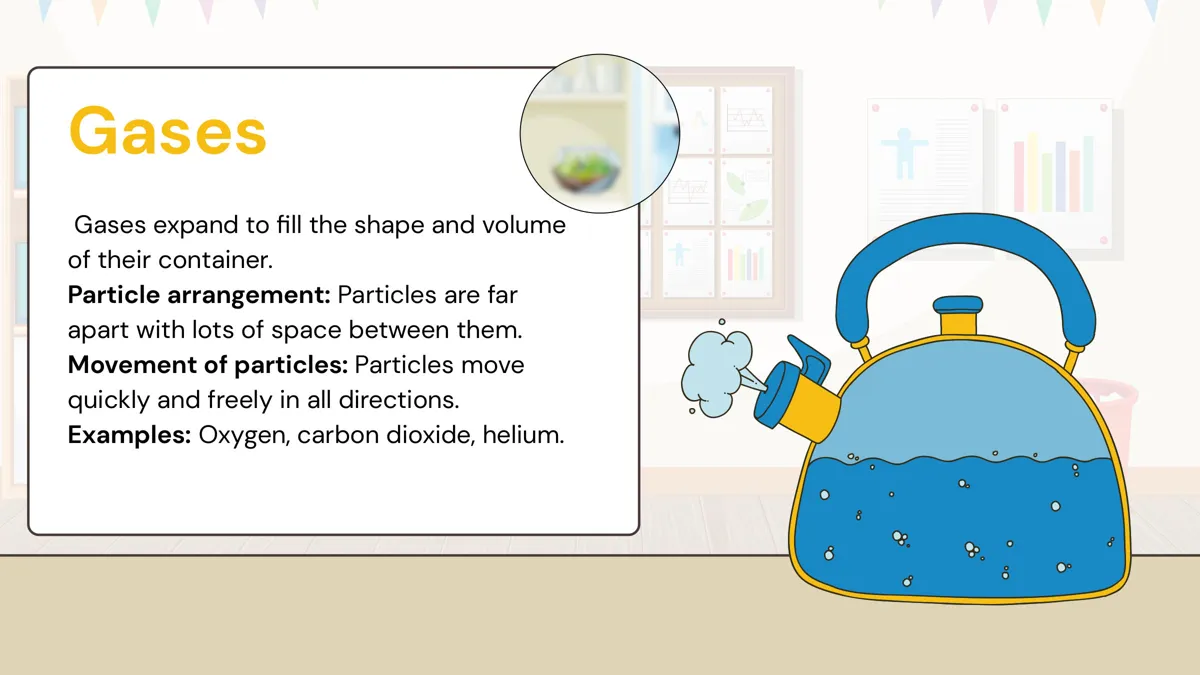 Gases
Gases expand to fill the shape and volume
of their container.
Particle arrangement: Particles are far
apart with lots of space between them.
Movement of particles: Particles move
quickly and freely in all directions.
Examples: Oxygen, carbon dioxide, helium.